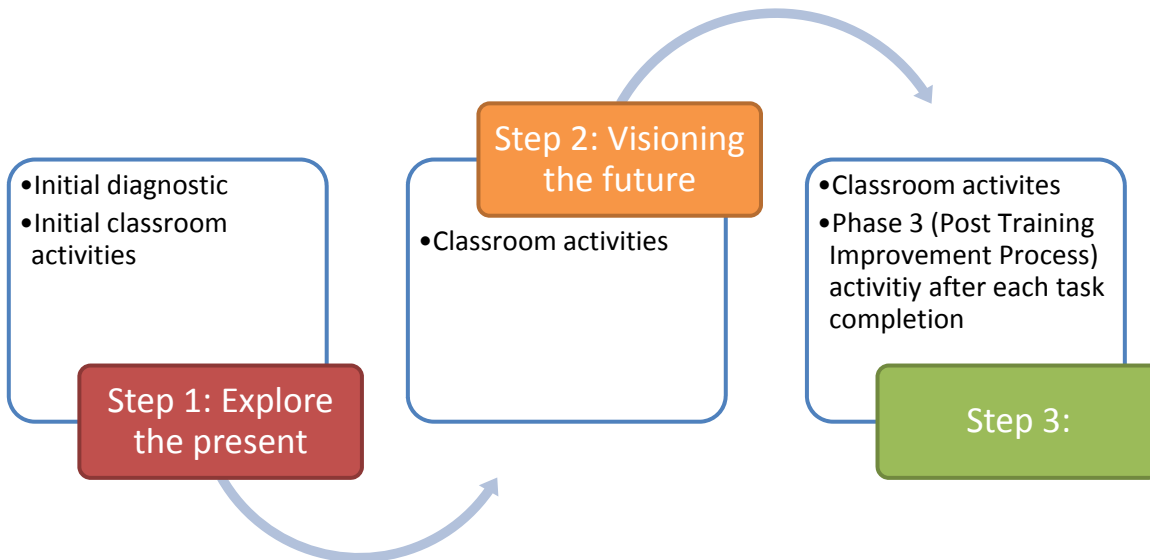 •Initial diagnostic
•Initial classroom
activities
Step 1: Explore
the present
Step 2: Visioning
the future
•Classroom activities
•Classroom activites
•Phase 3 (Post Training
Improvement Process)
activitiy after each task
completion
Step 3: